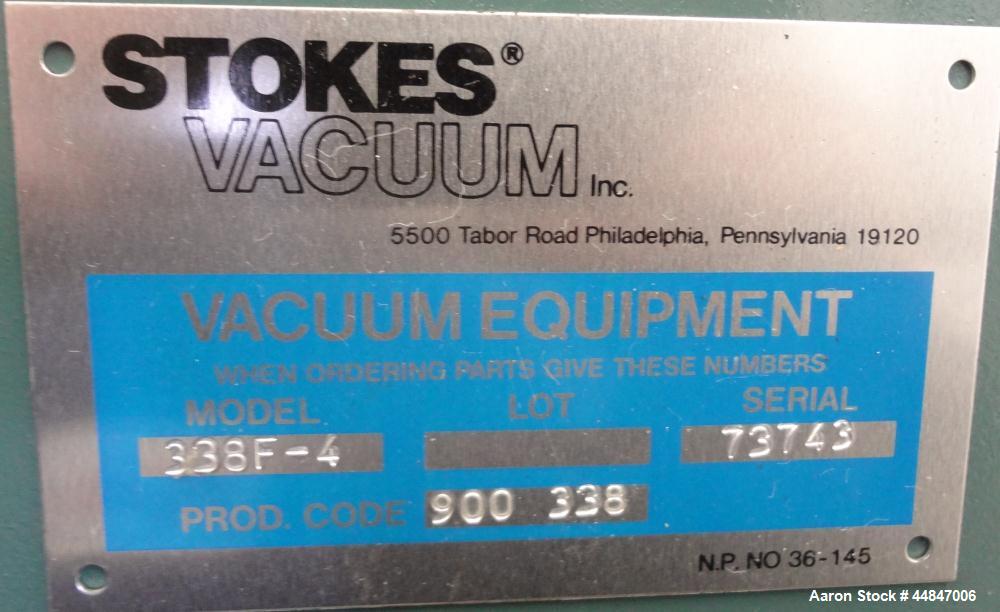 STOKES®
VACUUM Inc.
5500 Tabor Road Philadelphia, Pennsylvania 19120
VACUUM EQUIPMENT
WHEN ORDERING PARTS GIVE THESE NUMBERS
MODEL LOT SERIAL
338F-4 73743
PROD. CODE 900 338
N.P. NO 36-145
Aaron Stock # 44847006